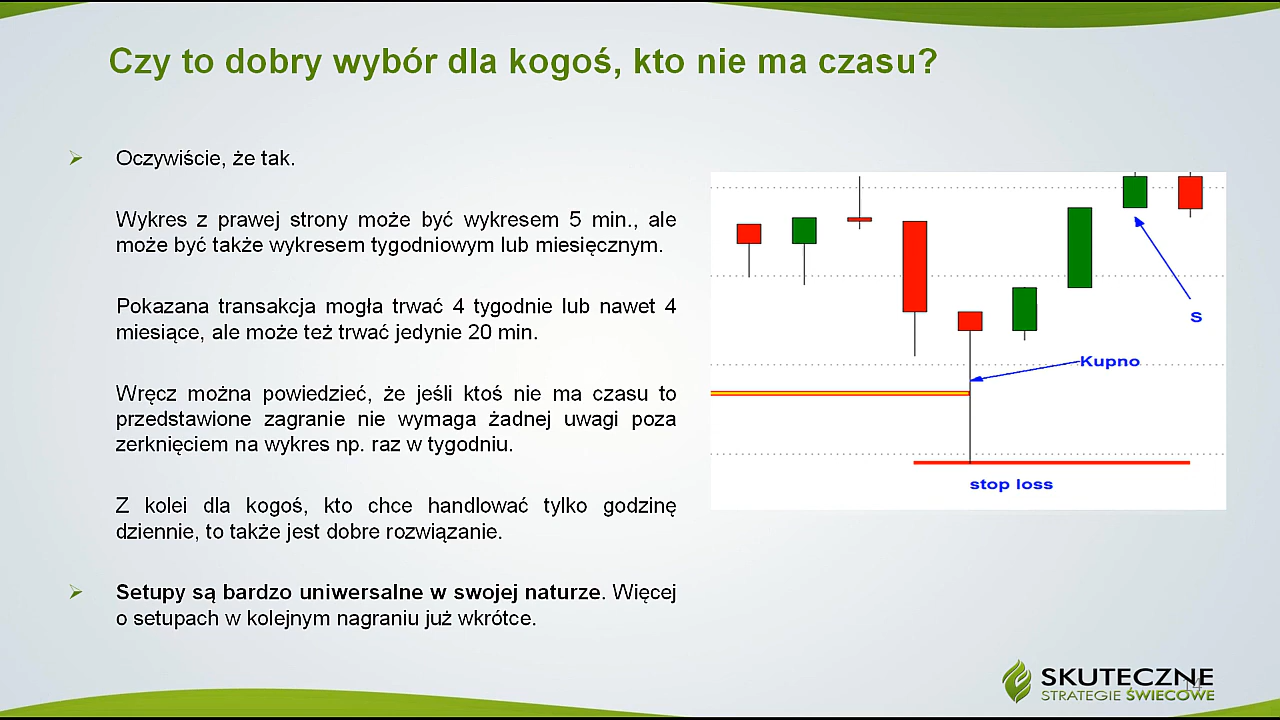 Czy to dobry wybór dla kogoś, kto nie ma czasu?
Oczywiście, że tak.
Wykres z prawej strony może być wykresem 5 min., ale
może być także wykresem tygodniowym lub miesięcznym.
Pokazana transakcja mogła trwać 4 tygodnie lub nawet 4
miesiące, ale może też trwać jedynie 20 min.
Wręcz można powiedzieć, że jeśli ktoś nie ma czasu to
przedstawione zagranie nie wymaga żadnej uwagi poza
zerknięciem na wykres np. raz w tygodniu.
Z kolei dla kogoś, kto chce handlować tylko godzinę
dziennie, to także jest dobre rozwiązanie.
Setupy są bardzo uniwersalne w swojej naturze. Więcej
o setupach w kolejnym nagraniu już wkrótce.
S
Kupno
stop loss
SKUTECZNE
STRATEGIE ŚWIECOWE
14